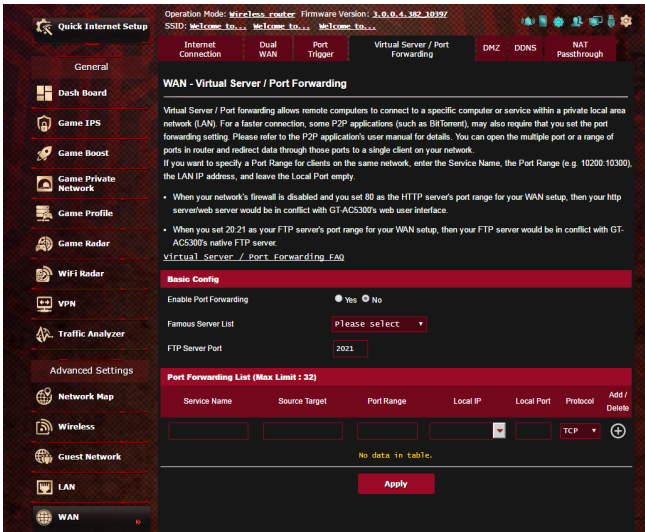 Quick Internet Setup
General
Dash Board
Game IPS
Game Boost
Game Private
Network
Game Profile
Game Radar
WiFi Radar
VPN
Traffic Analyzer
Advanced Settings
Network Map
Wireless
Guest Network
LAN
WAN
Operation Mode: Wireless router Firmware Version: 3.0.0.4.382_10397
SSID: Welcome to... Welcome to... Welcome to...
Internet
Connection
Dual
WAN
Port
Trigger
Virtual Server / Port
Forwarding
DMZ
DDNS
NAT
Passthrough
WAN - Virtual Server / Port Forwarding
Virtual Server / Port forwarding allows remote computers to connect to a specific computer or service within a private local area
network (LAN). For a faster connection, some P2P applications (such as BitTorrent), may also require that you set the port
forwarding setting. Please refer to the P2P application's user manual for details. You can open the multiple port or a range of
ports in router and redirect data through those ports to a single client on your network.
If you want to specify a Port Range for clients on the same network, enter the Service Name, the Port Range (e.g. 10200:10300),
the LAN IP address, and leave the Local Port empty.
• When your network's firewall is disabled and you set 80 as the HTTP server's port range for your WAN setup, then your http
server/web server would be in conflict with GT-AC5300's web user interface.
• When you set 20:21 as your FTP server's port range for your WAN setup, then your FTP server would be in conflict with GT-
AC5300's native FTP server.
Virtual Server / Port Forwarding FAQ
Basic Config
Enable Port Forwarding Yes No
Famous Server List Please select
FTP Server Port 2021
Port Forwarding List (Max Limit : 32)
Service Name Source Target Port Range Local IP Local Port Protocol Add /
Delete
TCP
No data in table.
Apply